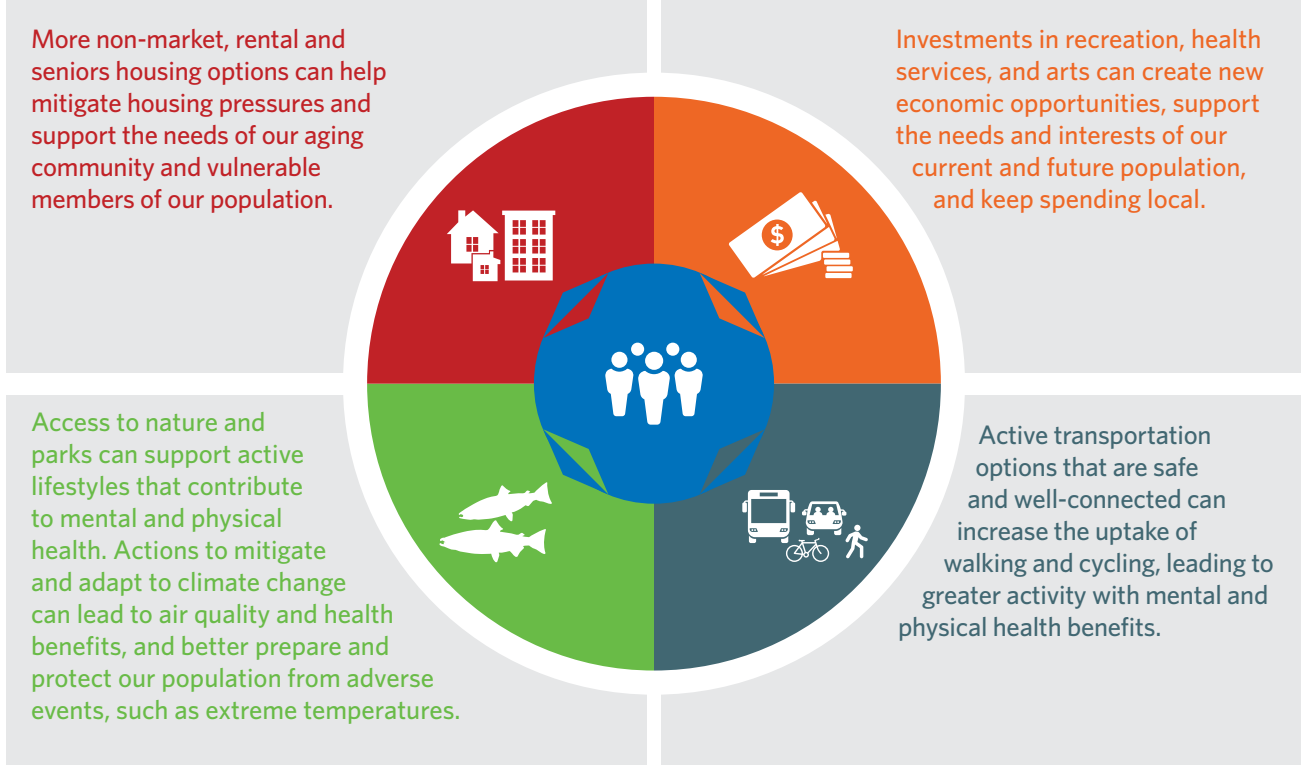 More non-market, rental and
seniors housing options can help
mitigate housing pressures and
support the needs of our aging
community and vulnerable
members of our population.
Investments in recreation, health
services, and arts can create new
economic opportunities, support
the needs and interests of our
current and future population,
and keep spending local.
$
Access to nature and
parks can support active
lifestyles that contribute
to mental and physical
health. Actions to mitigate
and adapt to climate change
can lead to air quality and health
benefits, and better prepare and
protect our population from adverse
events, such as extreme temperatures.
Active transportation
options that are safe
and well-connected can
increase the uptake of
walking and cycling, leading to
greater activity with mental and
physical health benefits.